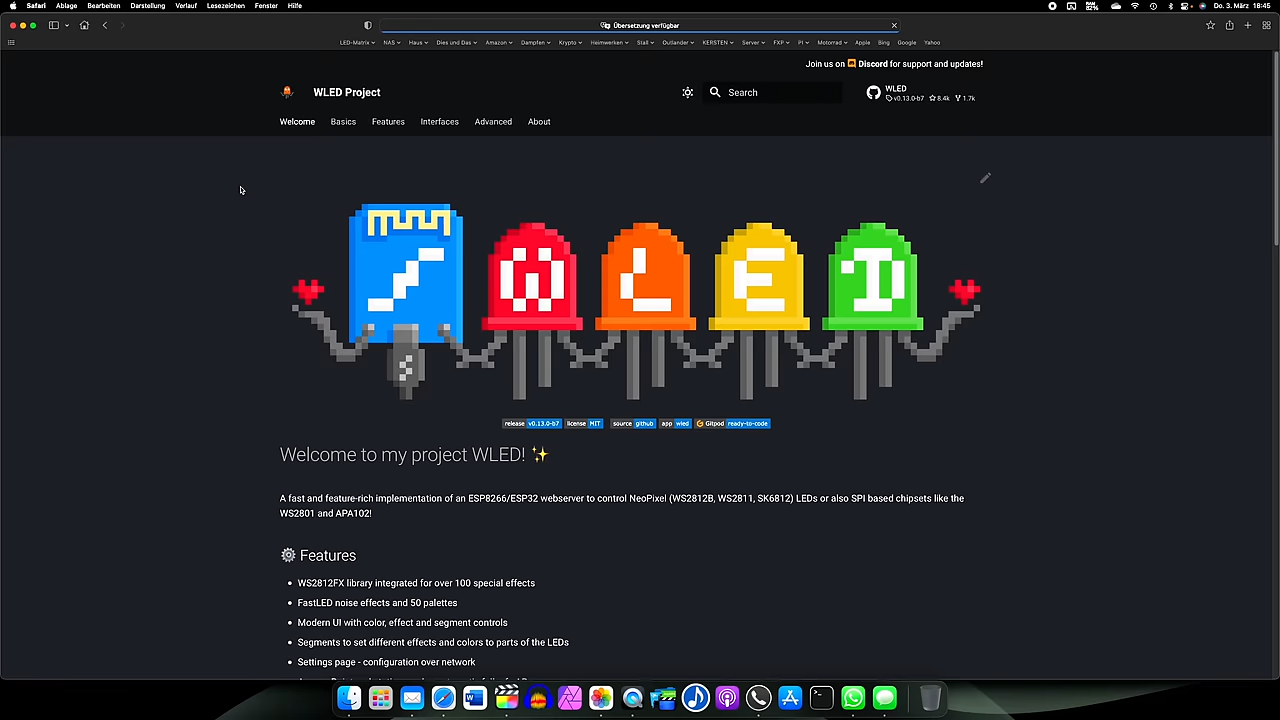 Safari Ablage Bearbeiten Darstellung Verlauf Lesezeichen Fenster Hilfe
Do. 3. März 18:45
Übersetzung verfügbar
LED-Matrix NAS Haus Dies und Das Amazon Dampfen Krypto Heimwerken Stall Outlander KERSTEN Server FXP PI Motorrad Apple Bing Google Yahoo
Join us on Discord for support and updates!
WLED Project
Search
WLED
v0.13.0-b7 8.4k 1.7k
Welcome Basics Features Interfaces Advanced About
WLED
release v0.13.0-b7 license MIT source github app wled Gitpod ready-to-code
Welcome to my project WLED! ✨
A fast and feature-rich implementation of an ESP8266/ESP32 webserver to control NeoPixel (WS2812B, WS2811, SK6812) LEDs or also SPI based chipsets like the
WS2801 and APA102!
⚙️ Features
• WS2812FX library integrated for over 100 special effects
• FastLED noise effects and 50 palettes
• Modern UI with color, effect and segment controls
• Segments to set different effects and colors to parts of the LEDs
• Settings page - configuration over network